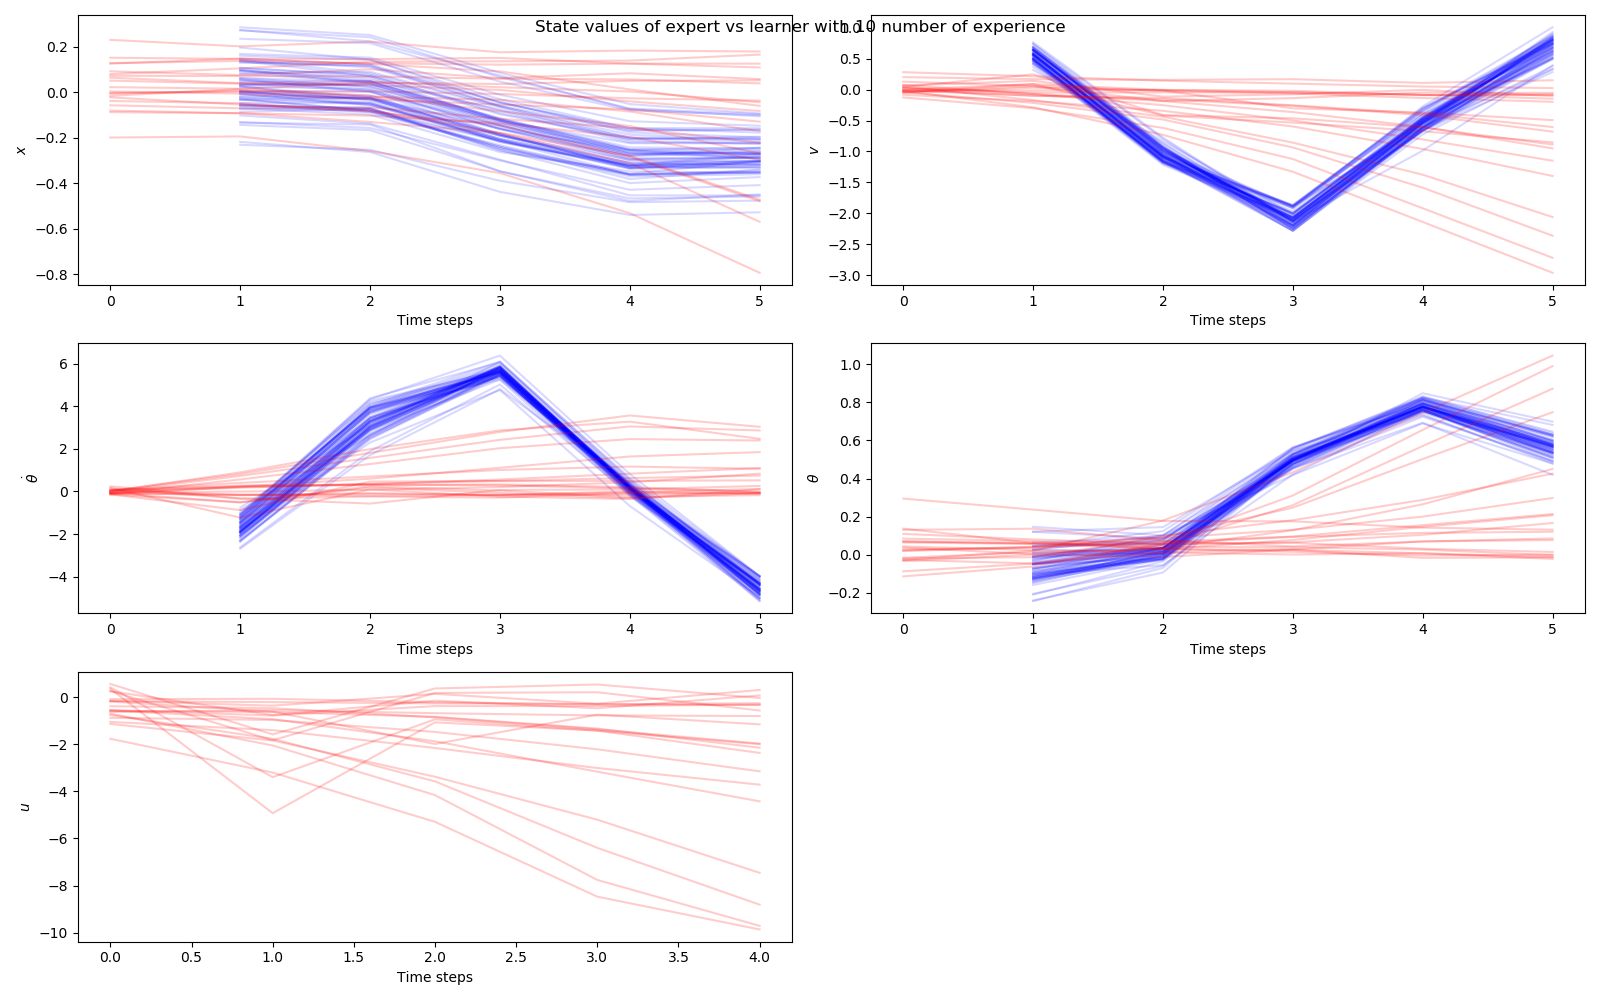 State values of expert vs learner with 10 number of experience
0.2
0.0
−0.2
−0.4
−0.6
−0.8
x
0 1 2 3 4 5
Time steps
1.0
0.5
0.0
−0.5
−1.0
−1.5
−2.0
−2.5
−3.0
v
0 1 2 3 4 5
Time steps
6
4
2
0
−2
−4
θ̇
0 1 2 3 4 5
Time steps
1.0
0.8
0.6
0.4
0.2
0.0
−0.2
θ
0 1 2 3 4 5
Time steps
0
−2
−4
−6
−8
−10
u
0.0 0.5 1.0 1.5 2.0 2.5 3.0 3.5 4.0
Time steps